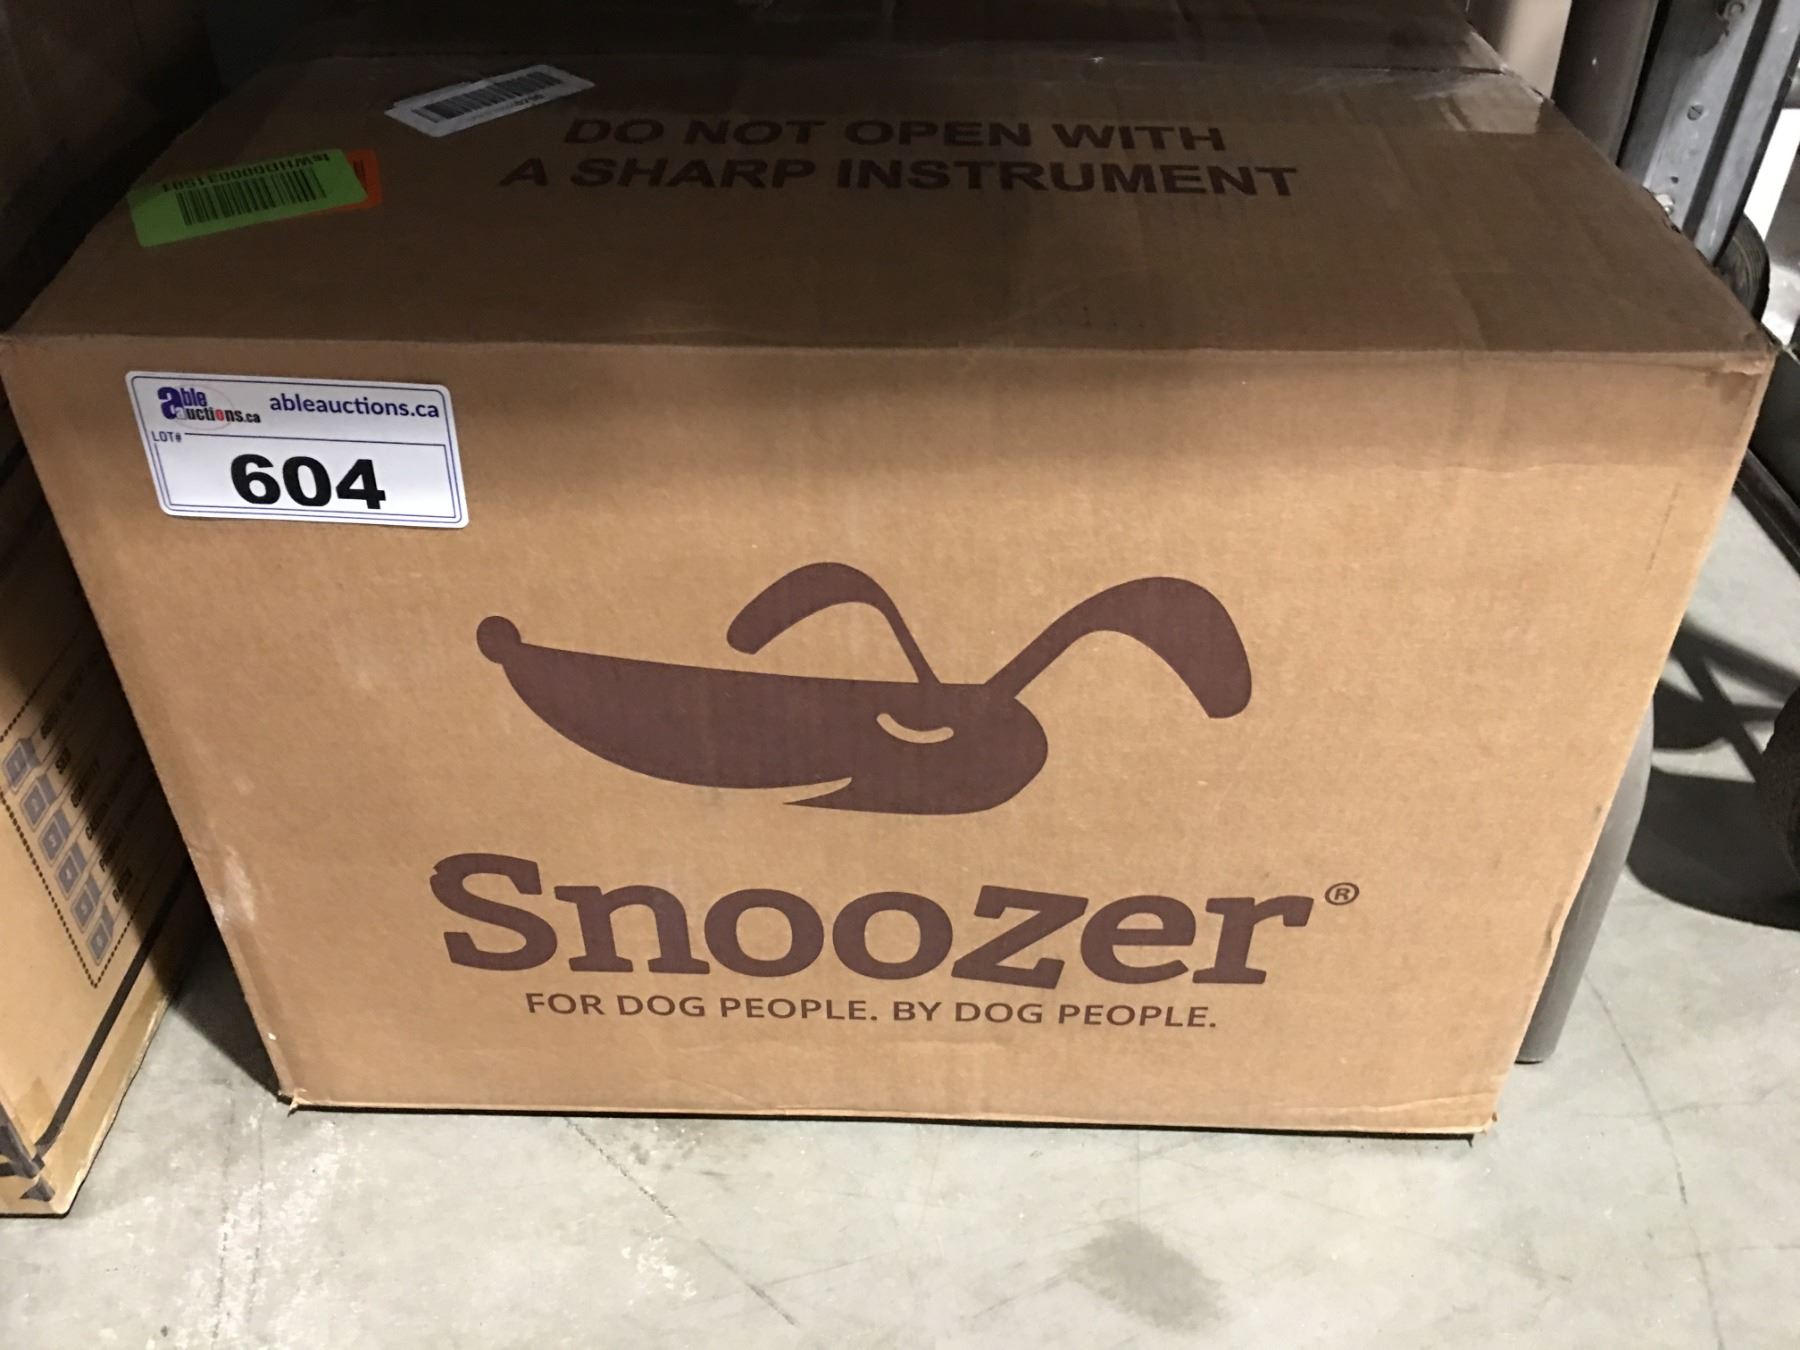 DO NOT OPEN WITH
A SHARP INSTRUMENT
able auctions.ca
ableauctions.ca
LOT#
604
Snoozer®
FOR DOG PEOPLE. BY DOG PEOPLE.